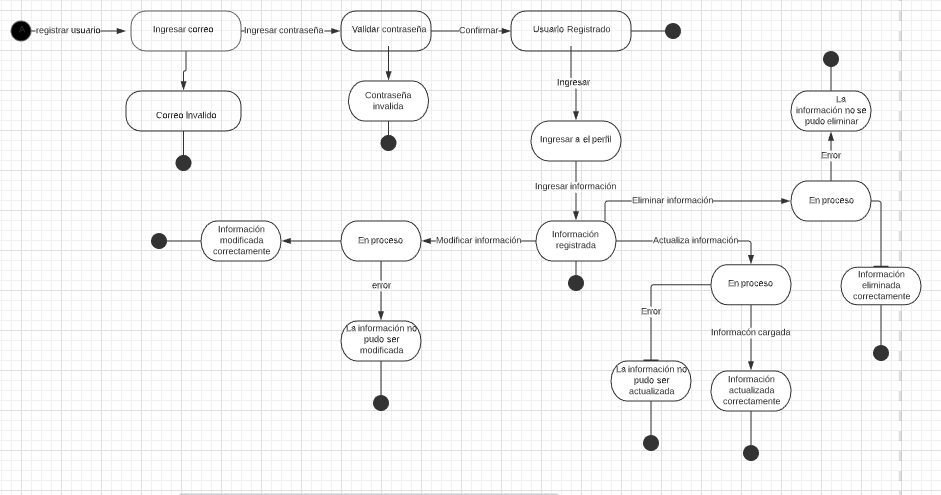 A
registrar usuario
Ingresar correo
Ingresar contraseña
Validar contraseña
Confirmar
Usuario Registrado
Correo Invalido
Contraseña
invalida
Ingresar
La
información no se
pudo eliminar
Ingresar a el perfil
Error
Ingresar información
Eliminar información
En proceso
Información
modificada
correctamente
En proceso
Modificar información
Información
registrada
Actualiza información
En proceso
Información
eliminada
correctamente
error
Error
Informacón cargada
La información no
pudo ser
modificada
La información no
pudo ser
actualizada
Información
actualizada
correctamente